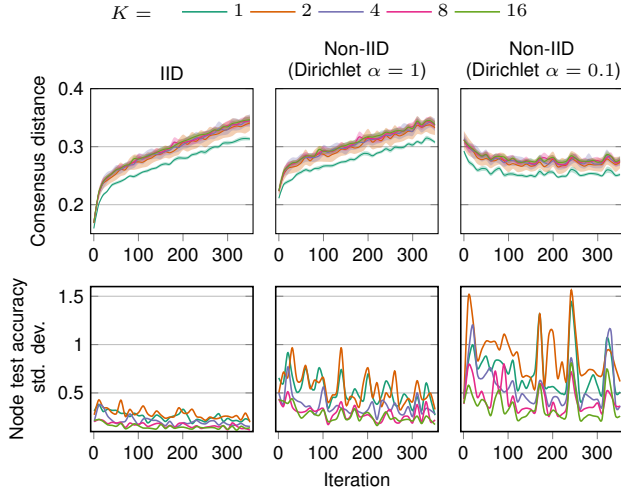 K = 1 2 4 8 16
IID
Non-IID
(Dirichlet α = 1)
Non-IID
(Dirichlet α = 0.1)
Consensus distance
0.4
0.3
0.2
0 100 200 300
0 100 200 300
0 100 200 300
Node test accuracy
std. dev.
1.5
1
0.5
0 100 200 300
0 100 200 300
0 100 200 300
Iteration